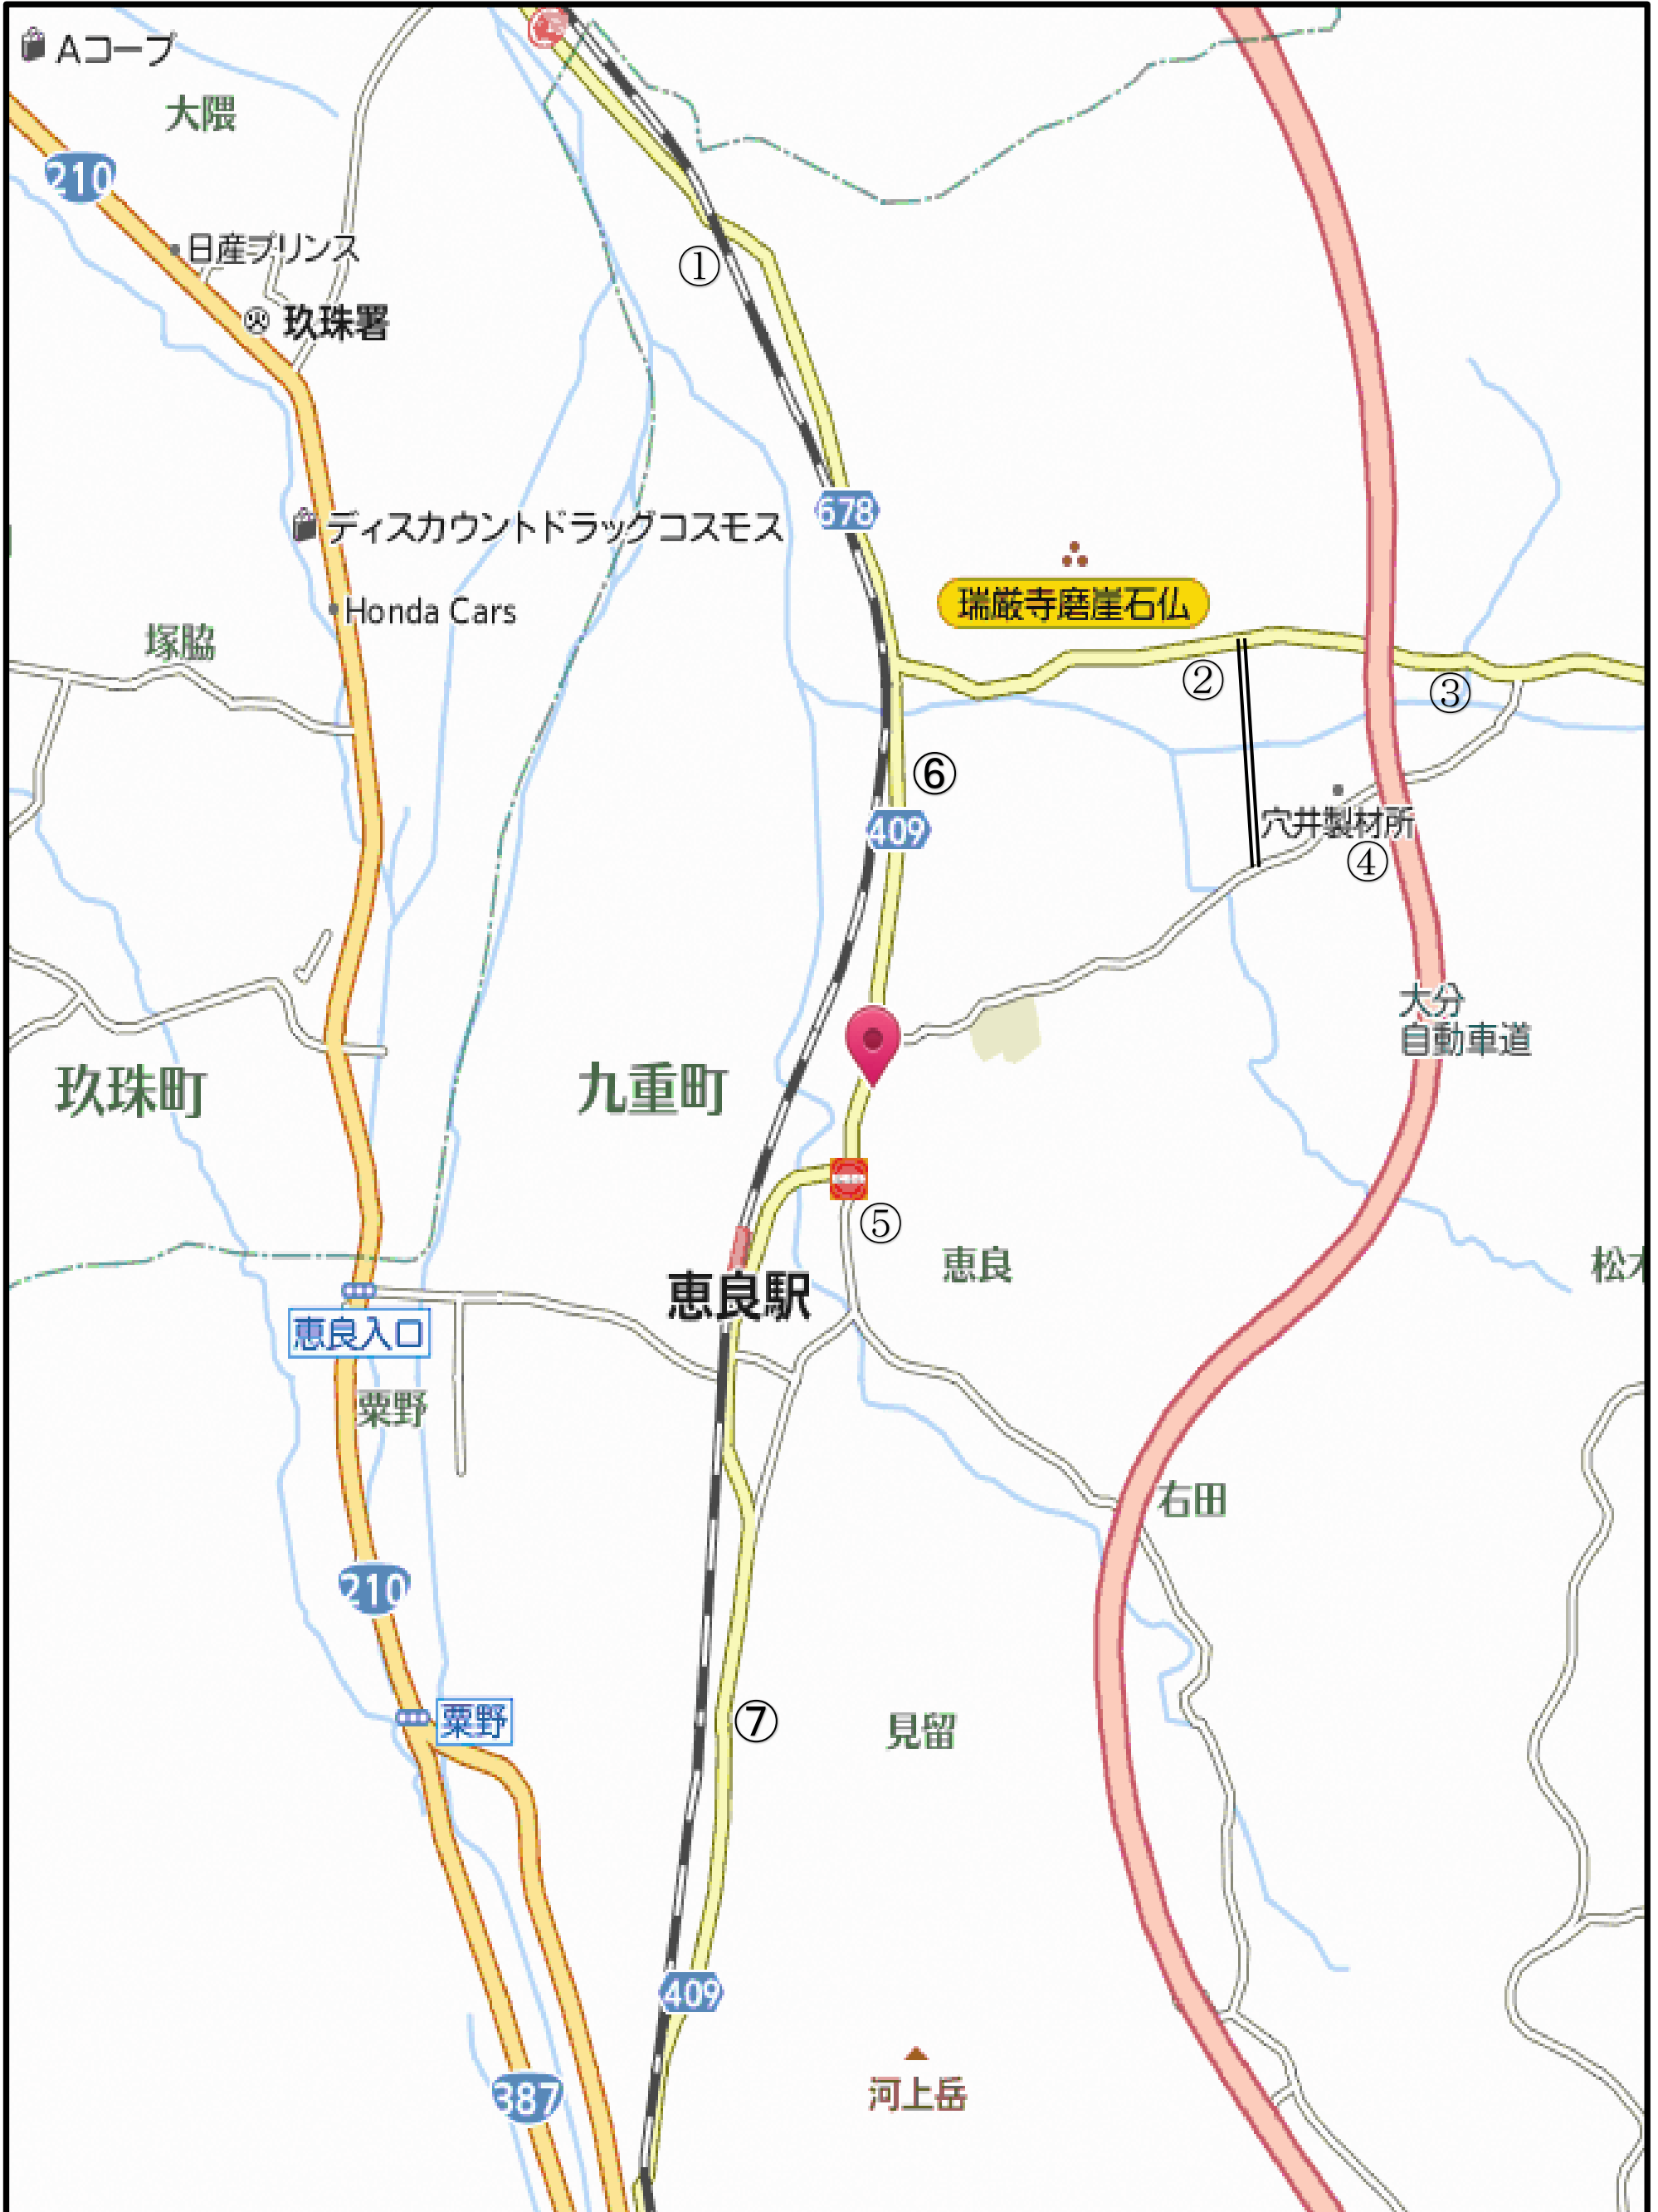 Aコープ
大隈
210
日産プリンス
①
玖珠署
678
ディスカウントドラッグコスモス
瑞厳寺磨崖石仏
Honda Cars
塚脇
②
③
⑥
409
穴井製材所
④
大分
自動車道
玖珠町
九重町
⑤
恵良
恵良駅
恵良入口
粟野
右田
210
粟野
⑦
見留
409
河上岳
387